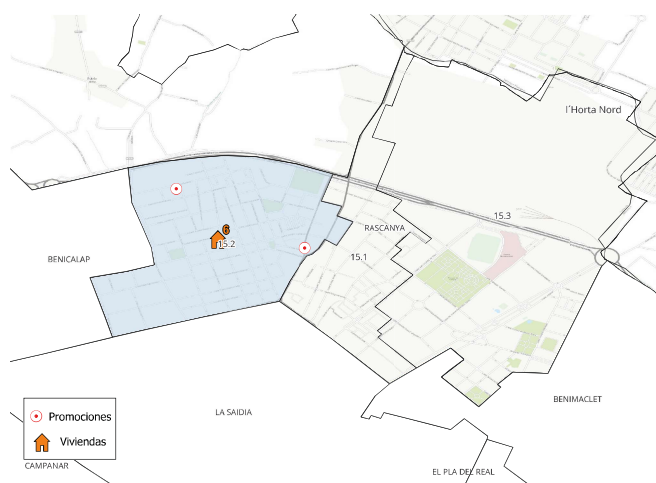 l´Horta Nord
15.3
RASCANYA
6
15.2
15.1
BENICALAP
BENIMACLET
LA SAIDIA
Promociones
Viviendas
CAMPANAR
EL PLA DEL REAL